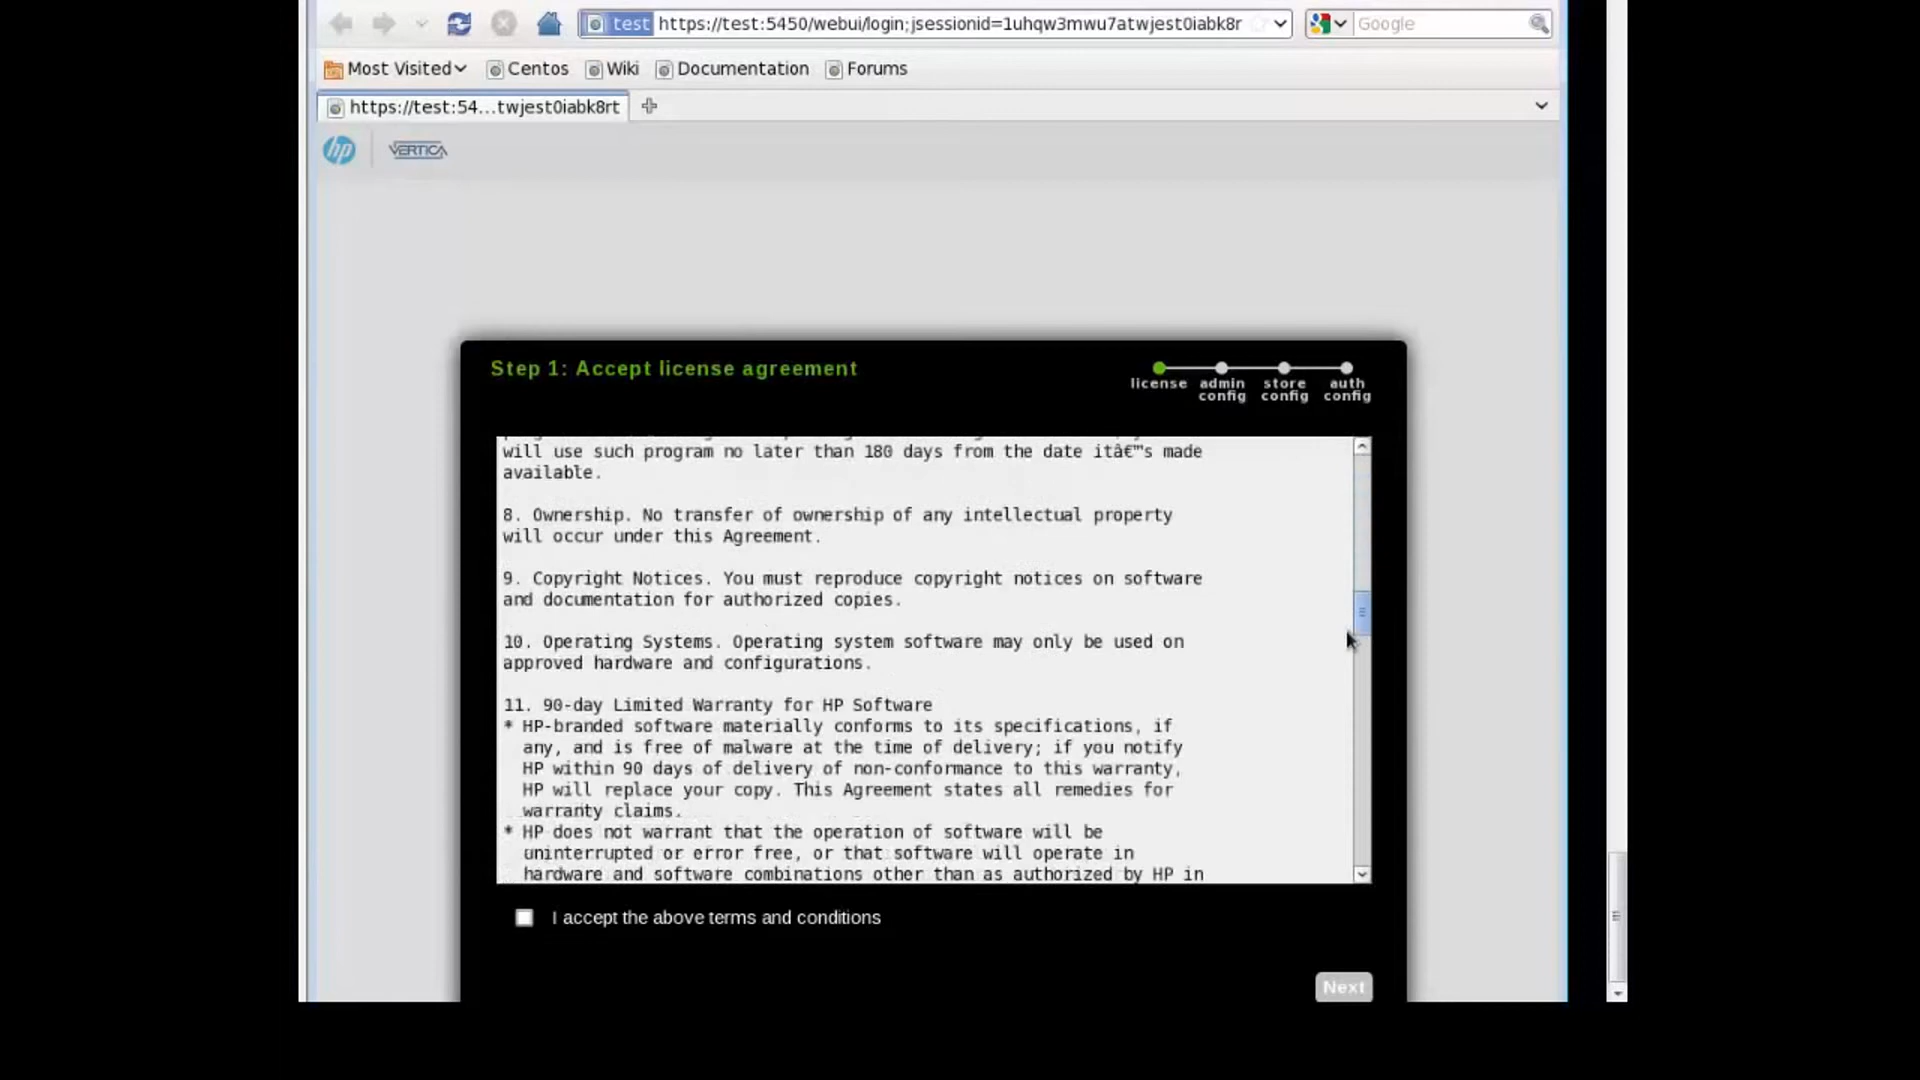 test https://test:5450/webui/login;jsessionid=1uhqw3mwu7atwjest0iabk8r
Google
Most Visited
Centos
Wiki
Documentation
Forums
https://test:54...twjest0iabk8rt
hp
VERTICA
Step 1: Accept license agreement
license
admin config
store config
auth config
will use such program no later than 180 days from the date itâ€™s made
available.
8. Ownership. No transfer of ownership of any intellectual property
will occur under this Agreement.
9. Copyright Notices. You must reproduce copyright notices on software
and documentation for authorized copies.
10. Operating Systems. Operating system software may only be used on
approved hardware and configurations.
11. 90-day Limited Warranty for HP Software
* HP-branded software materially conforms to its specifications, if
any, and is free of malware at the time of delivery; if you notify
HP within 90 days of delivery of non-conformance to this warranty,
HP will replace your copy. This Agreement states all remedies for
warranty claims.
* HP does not warrant that the operation of software will be
uninterrupted or error free, or that software will operate in
hardware and software combinations other than as authorized by HP in
I accept the above terms and conditions
Next